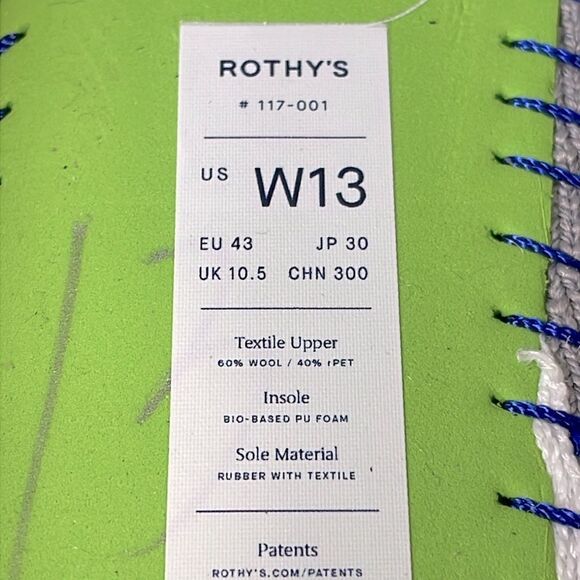 ROTHY'S
# 117-001
US W13
EU 43 JP 30
UK 10.5 CHN 300
Textile Upper
60% WOOL / 40% rPET
Insole
BIO-BASED PU FOAM
Sole Material
RUBBER WITH TEXTILE
Patents
ROTHY'S.COM/PATENTS